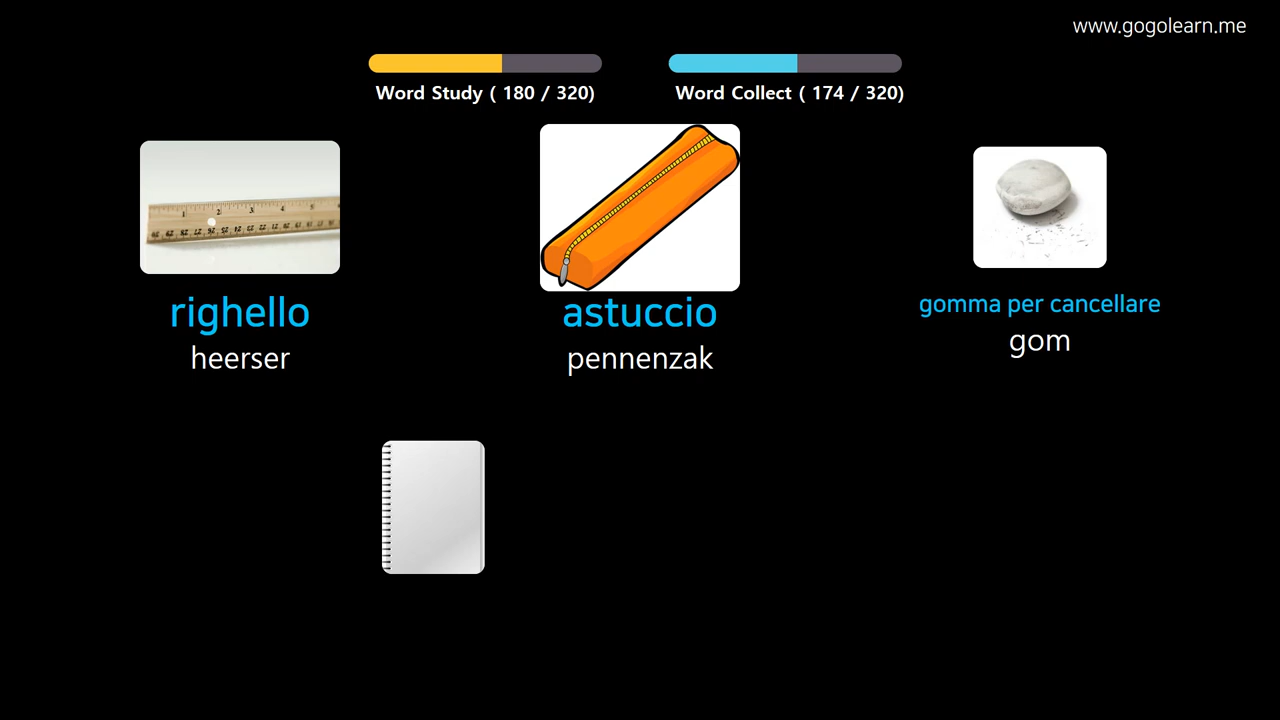 www.gogolearn.me
Word Study ( 180 / 320)
Word Collect ( 174 / 320)
righello
heerser
astuccio
pennenzak
gomma per cancellare
gom